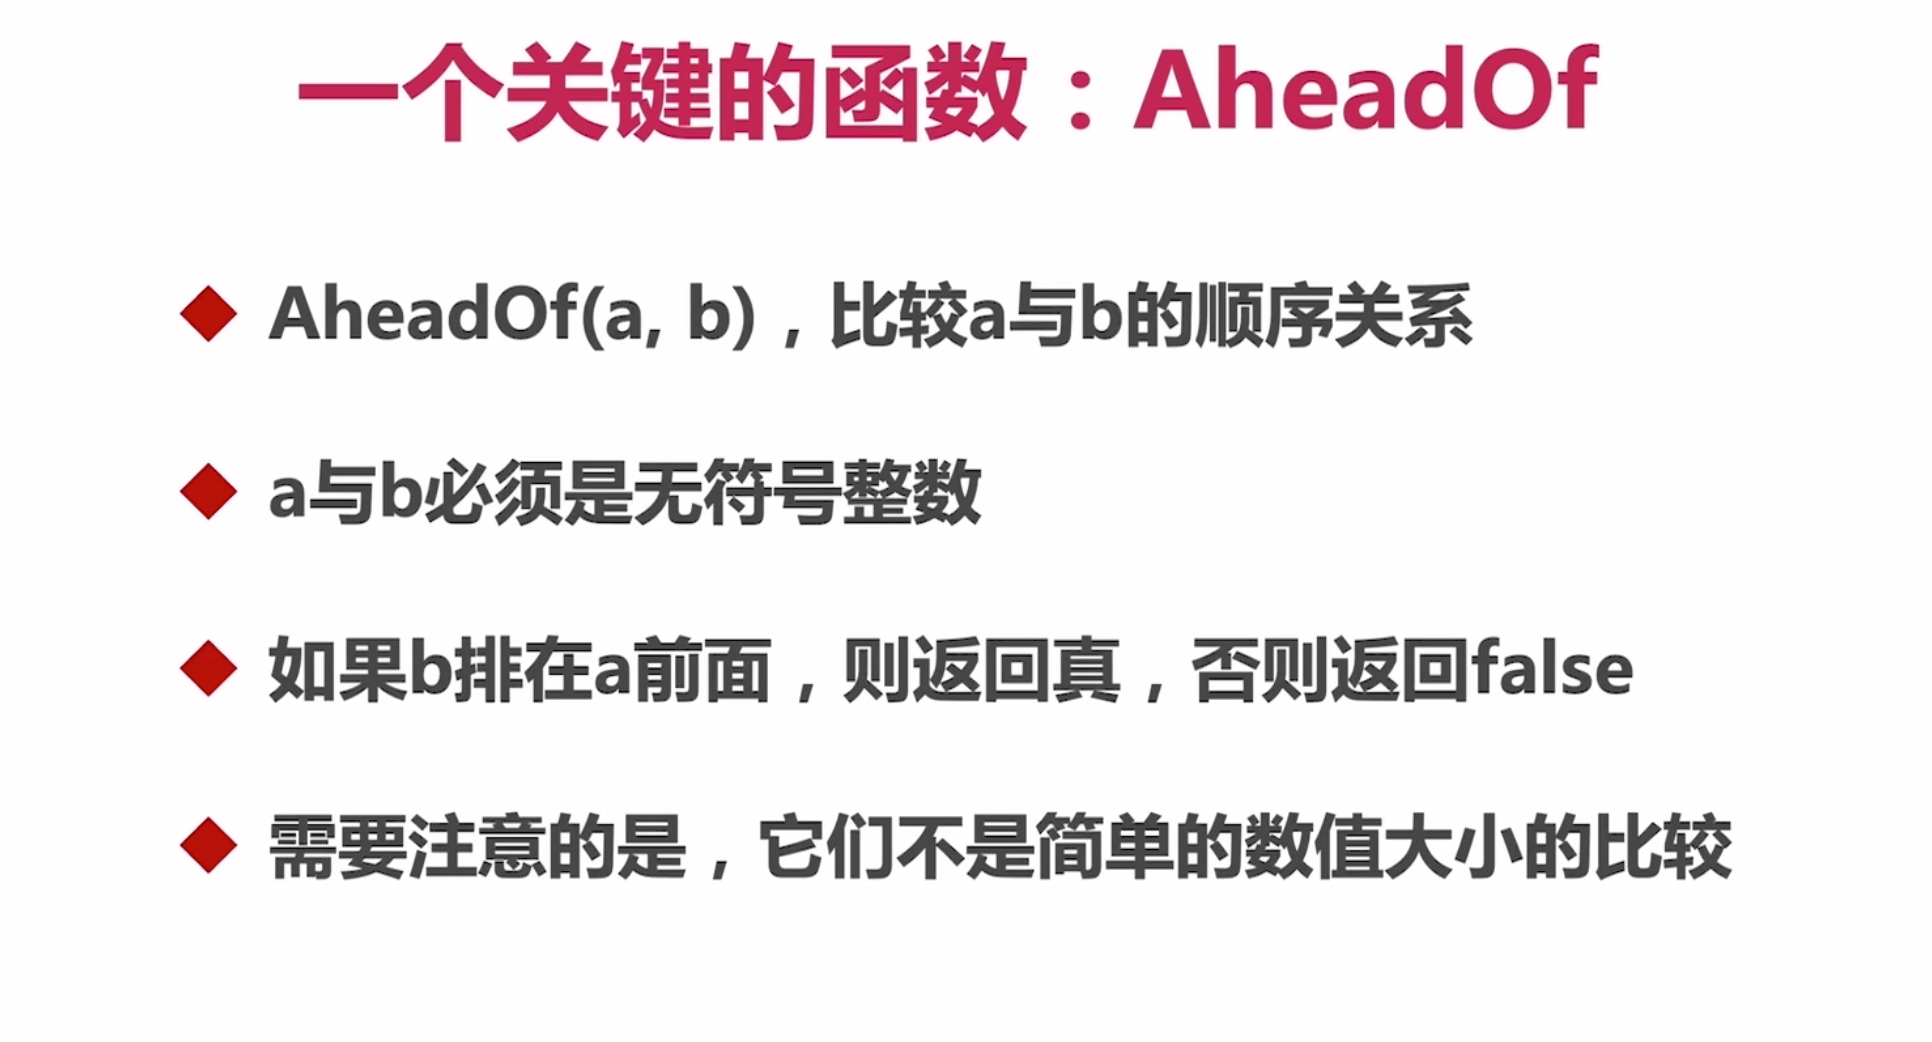 一个关键的函数：AheadOf
AheadOf(a, b)，比较a与b的顺序关系
a与b必须是无符号整数
如果b排在a前面，则返回真，否则返回false
需要注意的是，它们不是简单的数值大小的比较